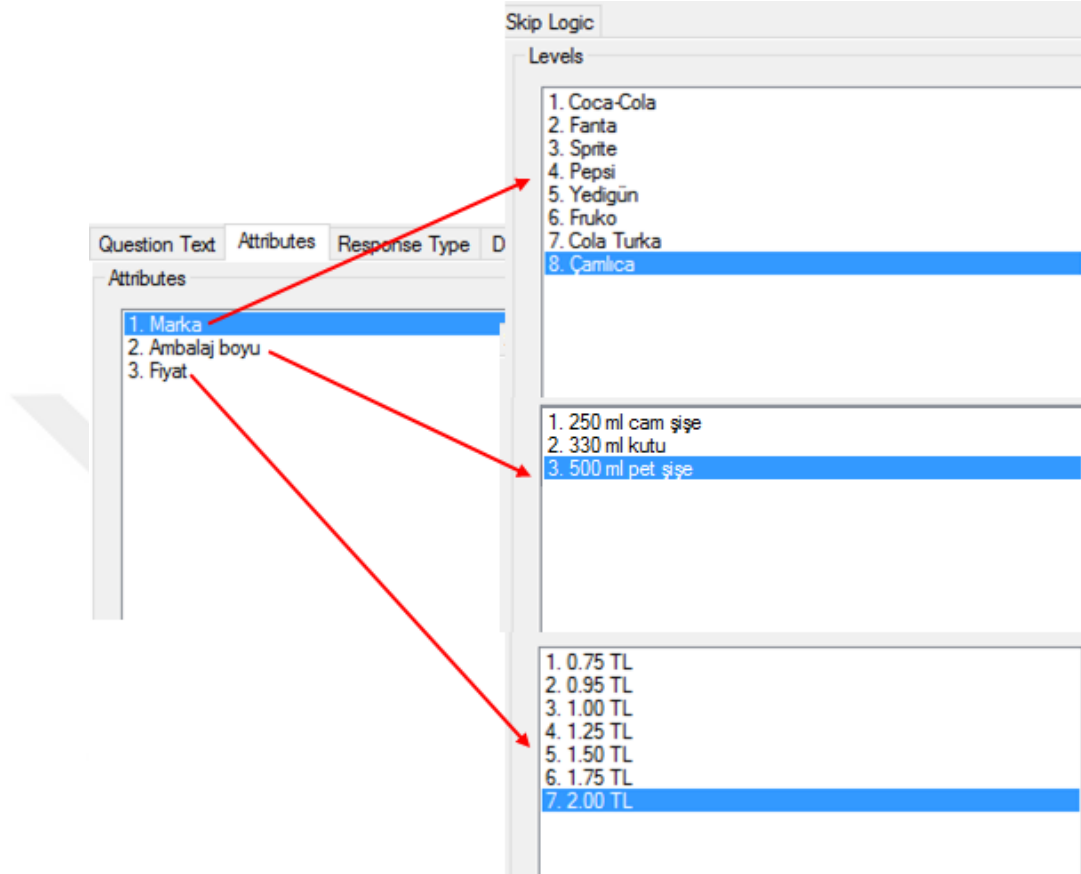 Skip Logic
Levels
1. Coca-Cola
2. Fanta
3. Sprite
4. Pepsi
5. Yedigün
6. Fruko
7. Cola Turka
8. Çamlıca
Question Text Attributes Response Type D
Attributes
1. Marka
2. Ambalaj boyu
3. Fiyat
1. 250 ml cam şişe
2. 330 ml kutu
3. 500 ml pet şişe
1. 0.75 TL
2. 0.95 TL
3. 1.00 TL
4. 1.25 TL
5. 1.50 TL
6. 1.75 TL
7. 2.00 TL